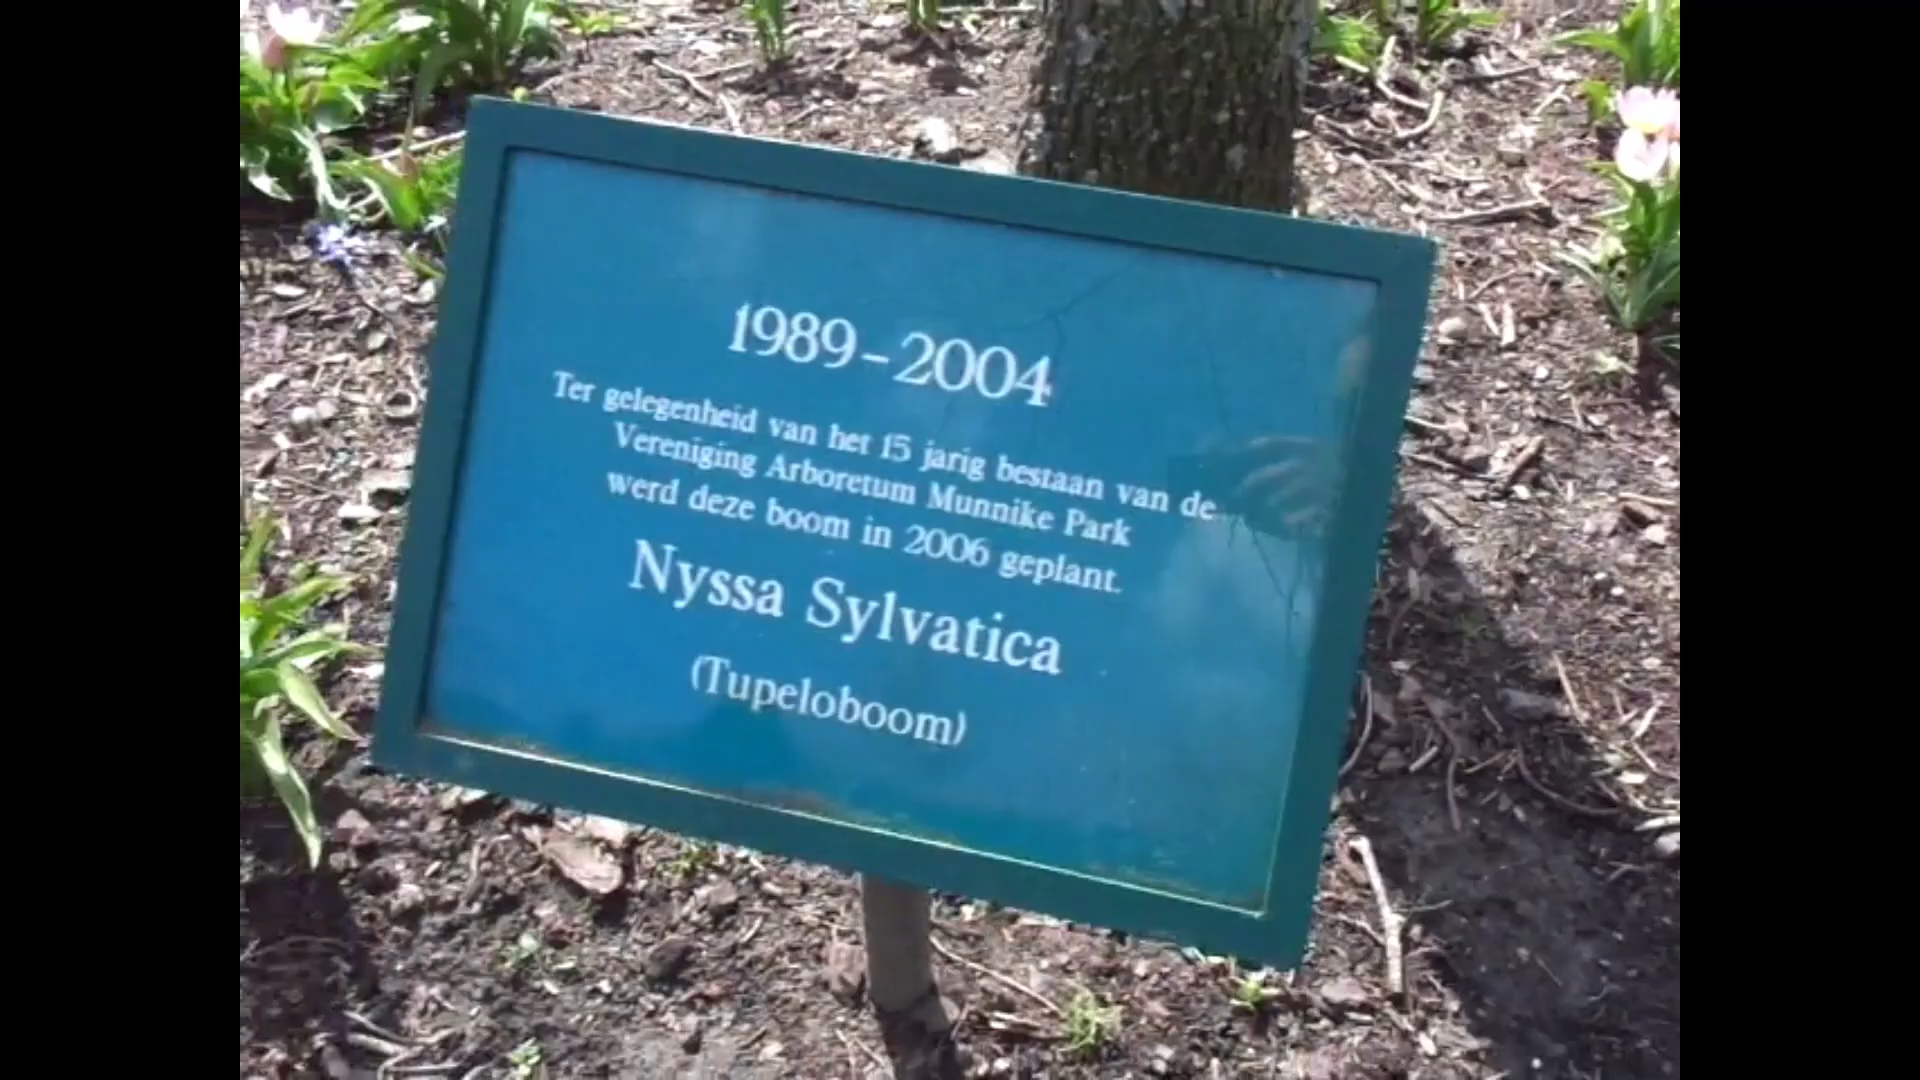 1989-2004
Ter gelegenheid van het 15 jarig bestaan van de
Vereniging Arboretum Munnike Park
werd deze boom in 2006 geplant.
Nyssa Sylvatica
(Tupeloboom)